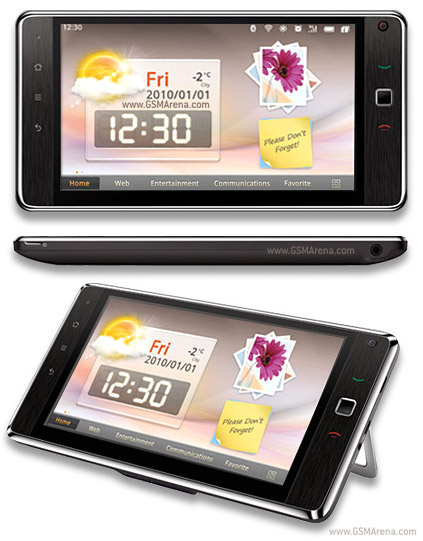 12:30
Fri
-2°C
City
2010/01/01
www.GSMArena.com
12:30
Please Don't
Forget!
Home Web Entertainment Communications Favorite
www.GSMArena.com
Fri
-2°C
City
2010/01/01
12:30
Please Don't
Forget!
Home Web Entertainment Communications Favorite
www.GSMArena.com